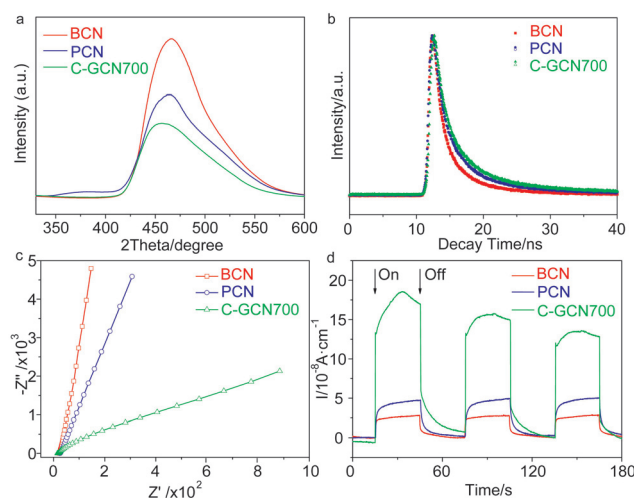 a
BCN
PCN
C-GCN700
Intensity (a.u.)
350 400 450 500 550 600
2Theta/degree
b
BCN
PCN
C-GCN700
Intensity/a.u.
0 10 20 30 40
Decay Time/ns
c
BCN
PCN
C-GCN700
-Z''/x10³
5
4
3
2
1
0
0 2 4 6 8 10
Z'/x10²
d
On
Off
BCN
PCN
C-GCN700
I/10⁻⁸A·cm⁻¹
20
15
10
5
0
0 60 120 180
Time/s